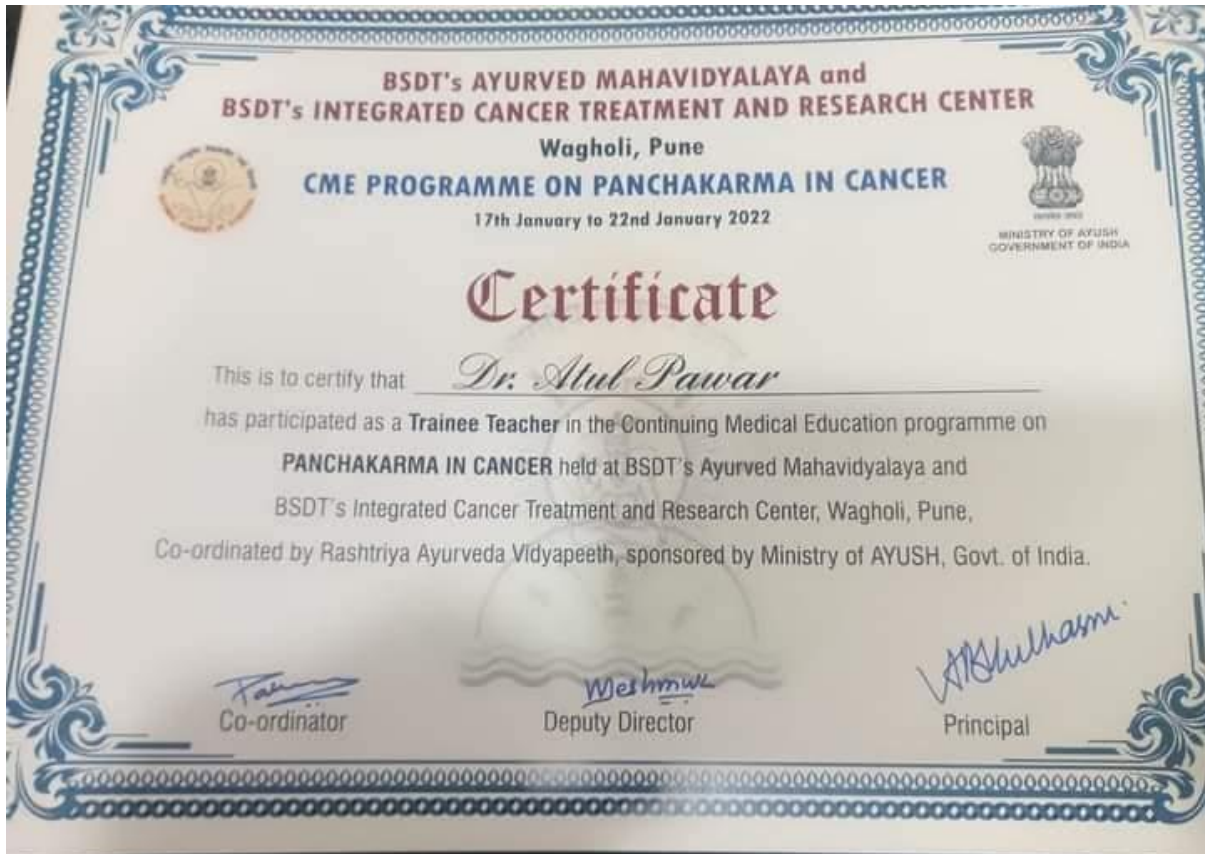 BSDT's AYURVED MAHAVIDYALAYA and
BSDT's INTEGRATED CANCER TREATMENT AND RESEARCH CENTER
Wagholi, Pune
CME PROGRAMME ON PANCHAKARMA IN CANCER
17th January to 22nd January 2022
MINISTRY OF AYUSH
GOVERNMENT OF INDIA
Certificate
This is to certify that Dr. Atul Pawar
has participated as a Trainee Teacher in the Continuing Medical Education programme on
PANCHAKARMA IN CANCER held at BSDT's Ayurved Mahavidyalaya and
BSDT's Integrated Cancer Treatment and Research Center, Wagholi, Pune,
Co-ordinated by Rashtriya Ayurveda Vidyapeeth, sponsored by Ministry of AYUSH, Govt. of India.
Co-ordinator
Deputy Director
Principal